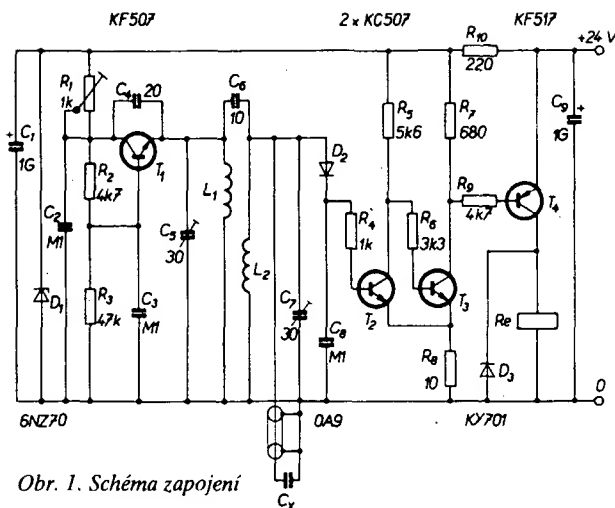 KF507 2 x KC507 KF517
R10
220
+24 V
R1
1k
C4 20
C6
10
R5
5k6
R7
680
C9
1G
C1
1G
T1
D2
R2
4k7
L1
R9
4k7
T4
C2
M1
C5
30
R4
1k
R6
3k3
L2
C7
30
D1
R3
47k
C3
M1
C8
M1
T2
T3
Re
R8
10
D3
0
6NZ70 0A9 KY701
Cx
Obr. 1. Schéma zapojení